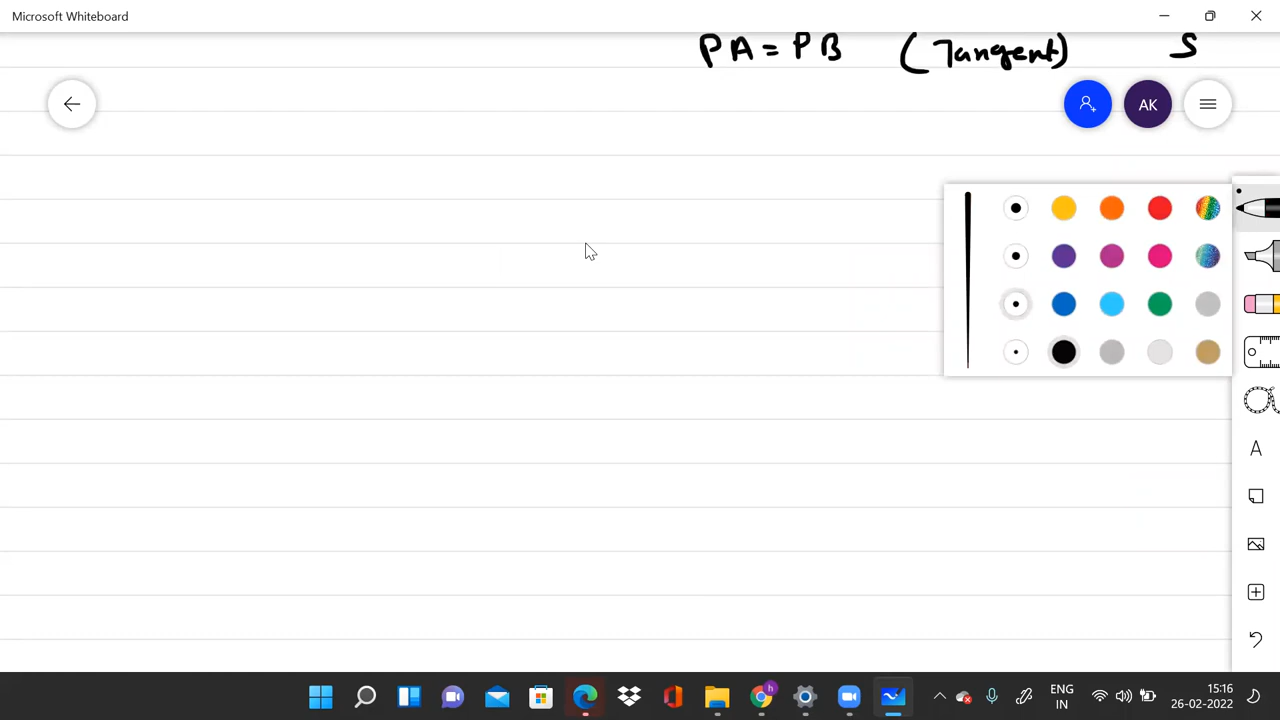 Microsoft Whiteboard
PA = PB (Tangent) S
AK
A
ENG
IN
15:16
26-02-2022